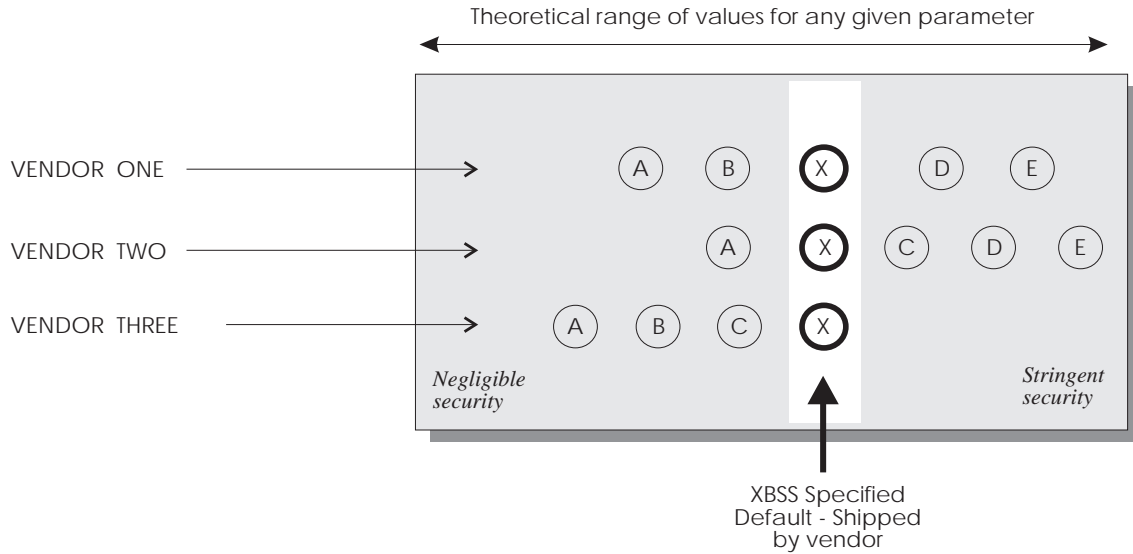 Theoretical range of values for any given parameter
VENDOR ONE
A B X D E
VENDOR TWO
A X C D E
VENDOR THREE
A B C X
Negligible
security
Stringent
security
XBSS Specified
Default - Shipped
by vendor